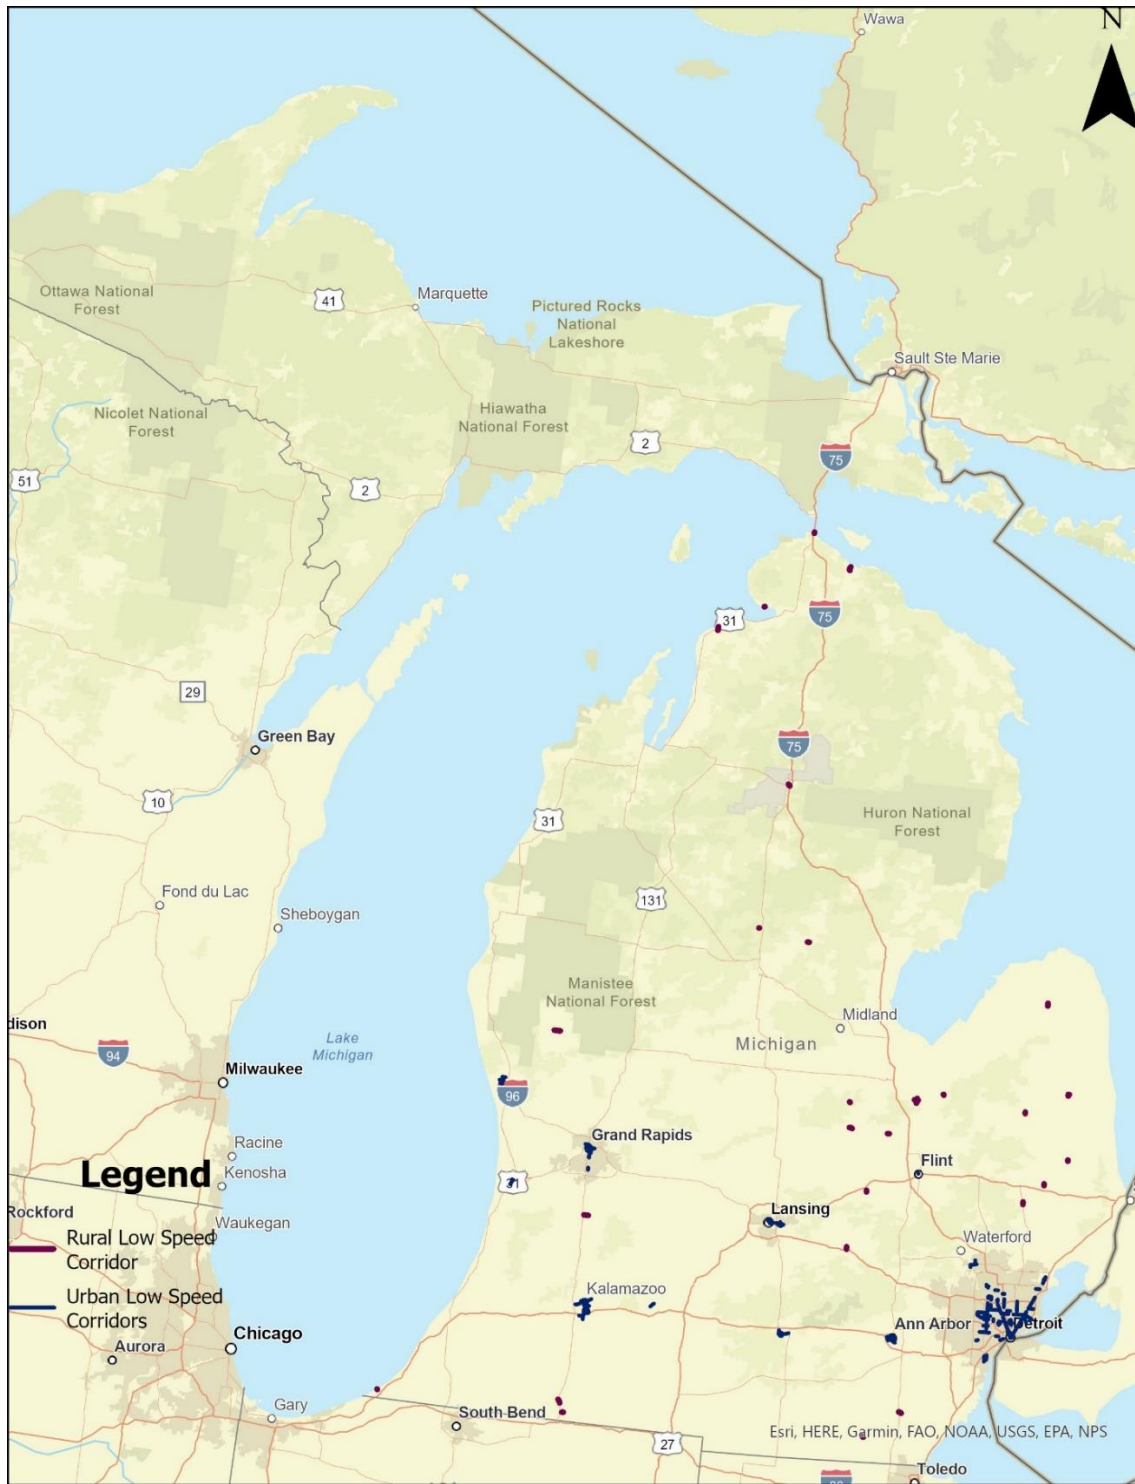 N
Wawa
Ottawa National
Forest
41
Marquette
Pictured Rocks
National
Lakeshore
Sault Ste Marie
Nicolet National
Forest
Hiawatha
National Forest
2
75
51
2
31
75
29
Green Bay
75
10
31
Huron National
Forest
131
Fond du Lac
Sheboygan
Manistee
National Forest
Midland
dison
94
Lake
Michigan
Michigan
Milwaukee
96
Racine
Grand Rapids
Legend
Kenosha
31
Flint
Rockford
Waukegan
Lansing
Rural Low Speed
Corridor
Waterford
Urban Low Speed
Corridors
Kalamazoo
Chicago
Ann Arbor
Detroit
Aurora
Gary
South Bend
27
Esri, HERE, Garmin, FAO, NOAA, USGS, EPA, NPS
Toledo